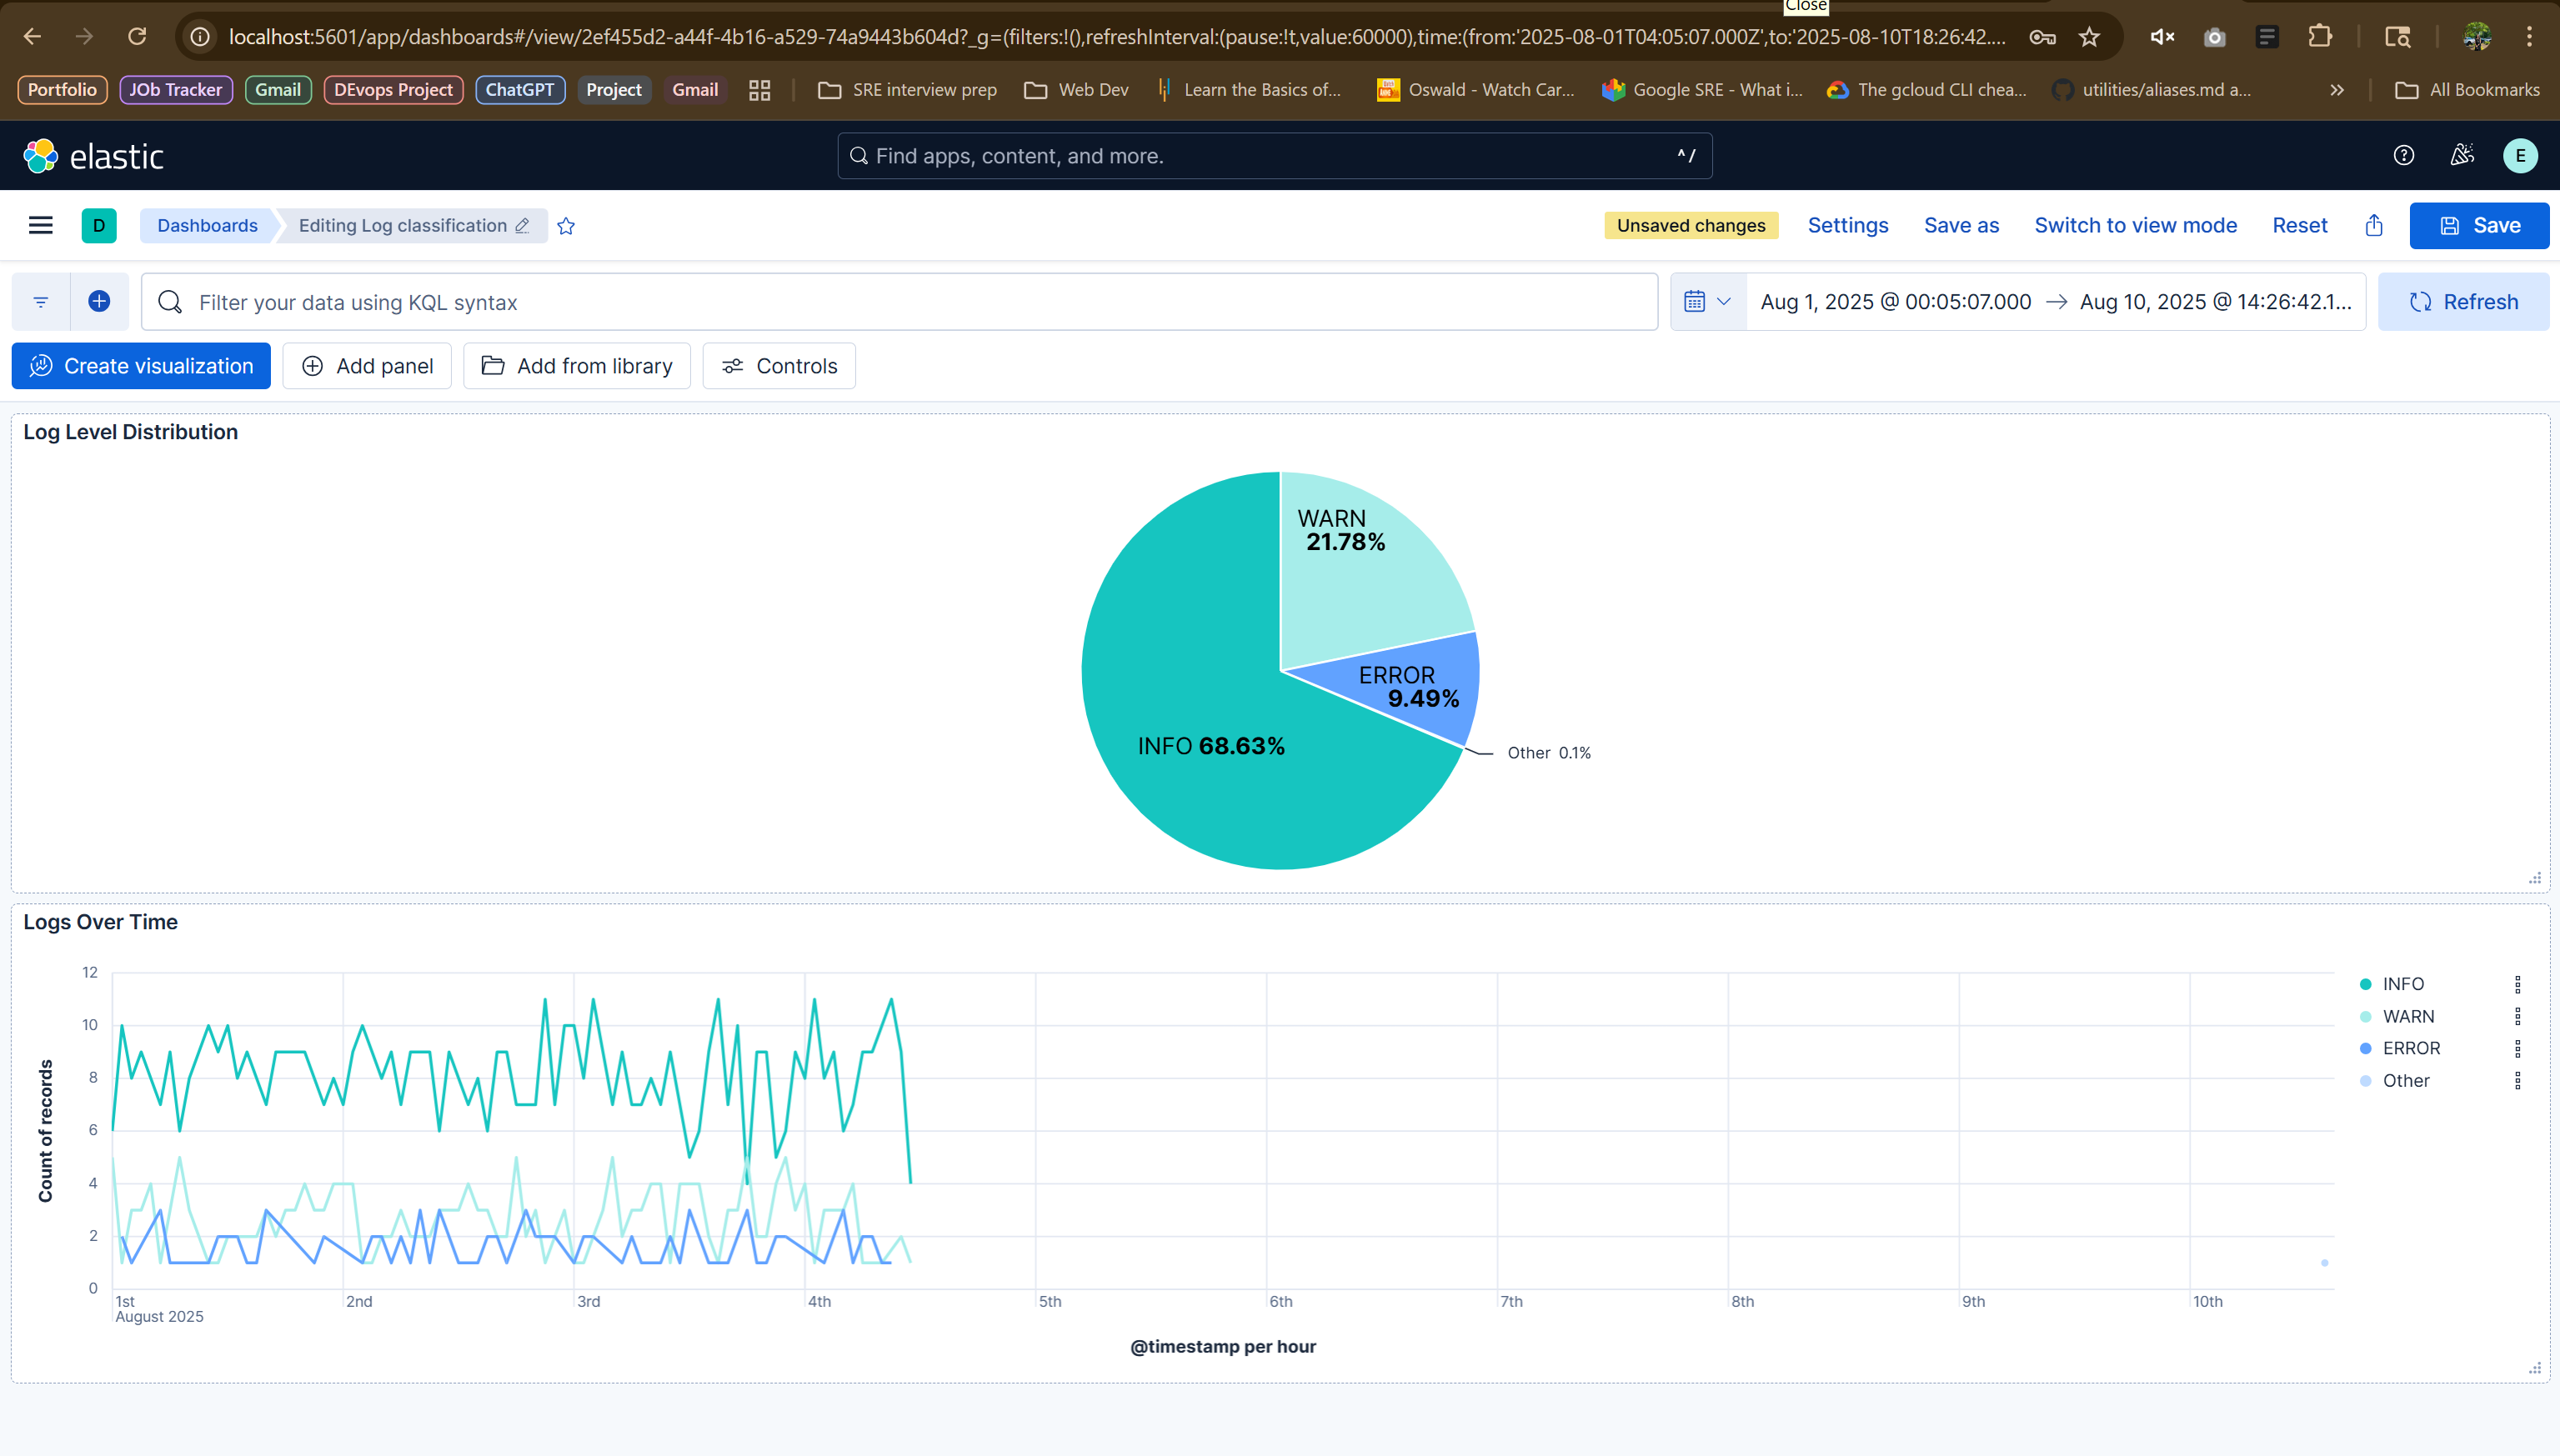 Close
localhost:5601/app/dashboards#/view/2ef455d2-a44f-4b16-a529-74a9443b604d?_g=(filters:!(),refreshInterval:(pause:!t,value:60000),time:(from:'2025-08-01T04:05:07.000Z',to:'2025-08-10T18:26:42....
Portfolio JOb Tracker Gmail DEvops Project ChatGPT Project Gmail SRE interview prep Web Dev Learn the Basics of... Oswald - Watch Car... Google SRE - What i... The gcloud CLI chea... utilities/aliases.md a... » All Bookmarks
elastic Find apps, content, and more. ^ / E
D Dashboards Editing Log classification Unsaved changes Settings Save as Switch to view mode Reset Save
Filter your data using KQL syntax Aug 1, 2025 @ 00:05:07.000 → Aug 10, 2025 @ 14:26:42.1... Refresh
Create visualization Add panel Add from library Controls
Log Level Distribution
WARN
21.78%
ERROR
9.49%
INFO 68.63%
Other 0.1%
Logs Over Time
Count of records
12
10
8
6
4
2
0
1st 2nd 3rd 4th 5th 6th 7th 8th 9th 10th
August 2025
@timestamp per hour
INFO
WARN
ERROR
Other